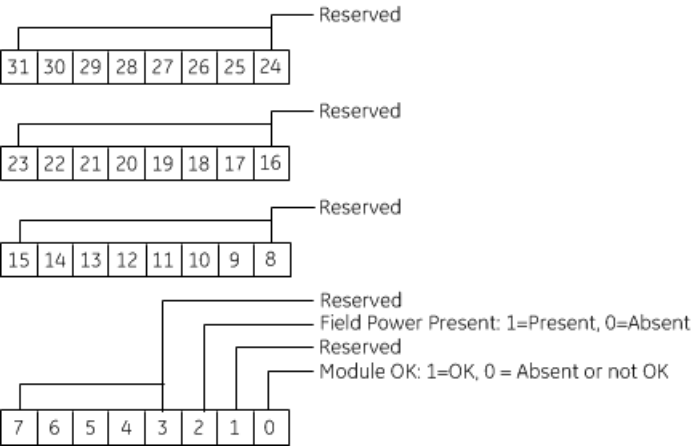 Reserved
31 30 29 28 27 26 25 24
Reserved
23 22 21 20 19 18 17 16
Reserved
15 14 13 12 11 10 9 8
Reserved
Field Power Present: 1=Present, 0=Absent
Reserved
Module OK: 1=OK, 0 = Absent or not OK
7 6 5 4 3 2 1 0